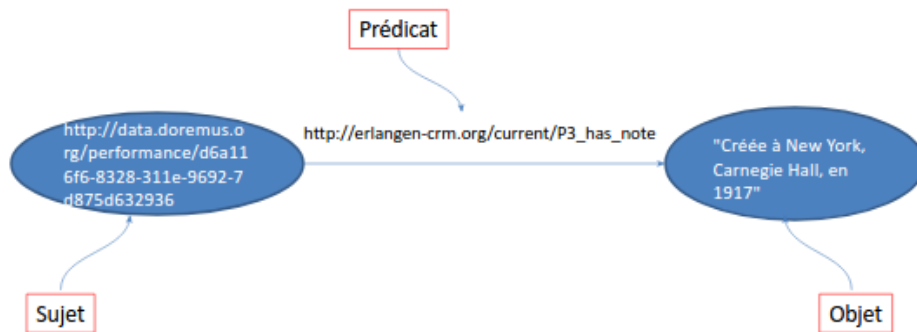 Prédicat
http://data.doremus.o
rg/performance/d6a11
6f6-8328-311e-9692-7
d875d632936
http://erlangen-crm.org/current/P3_has_note
"Créée à New York,
Carnegie Hall, en
1917"
Sujet
Objet